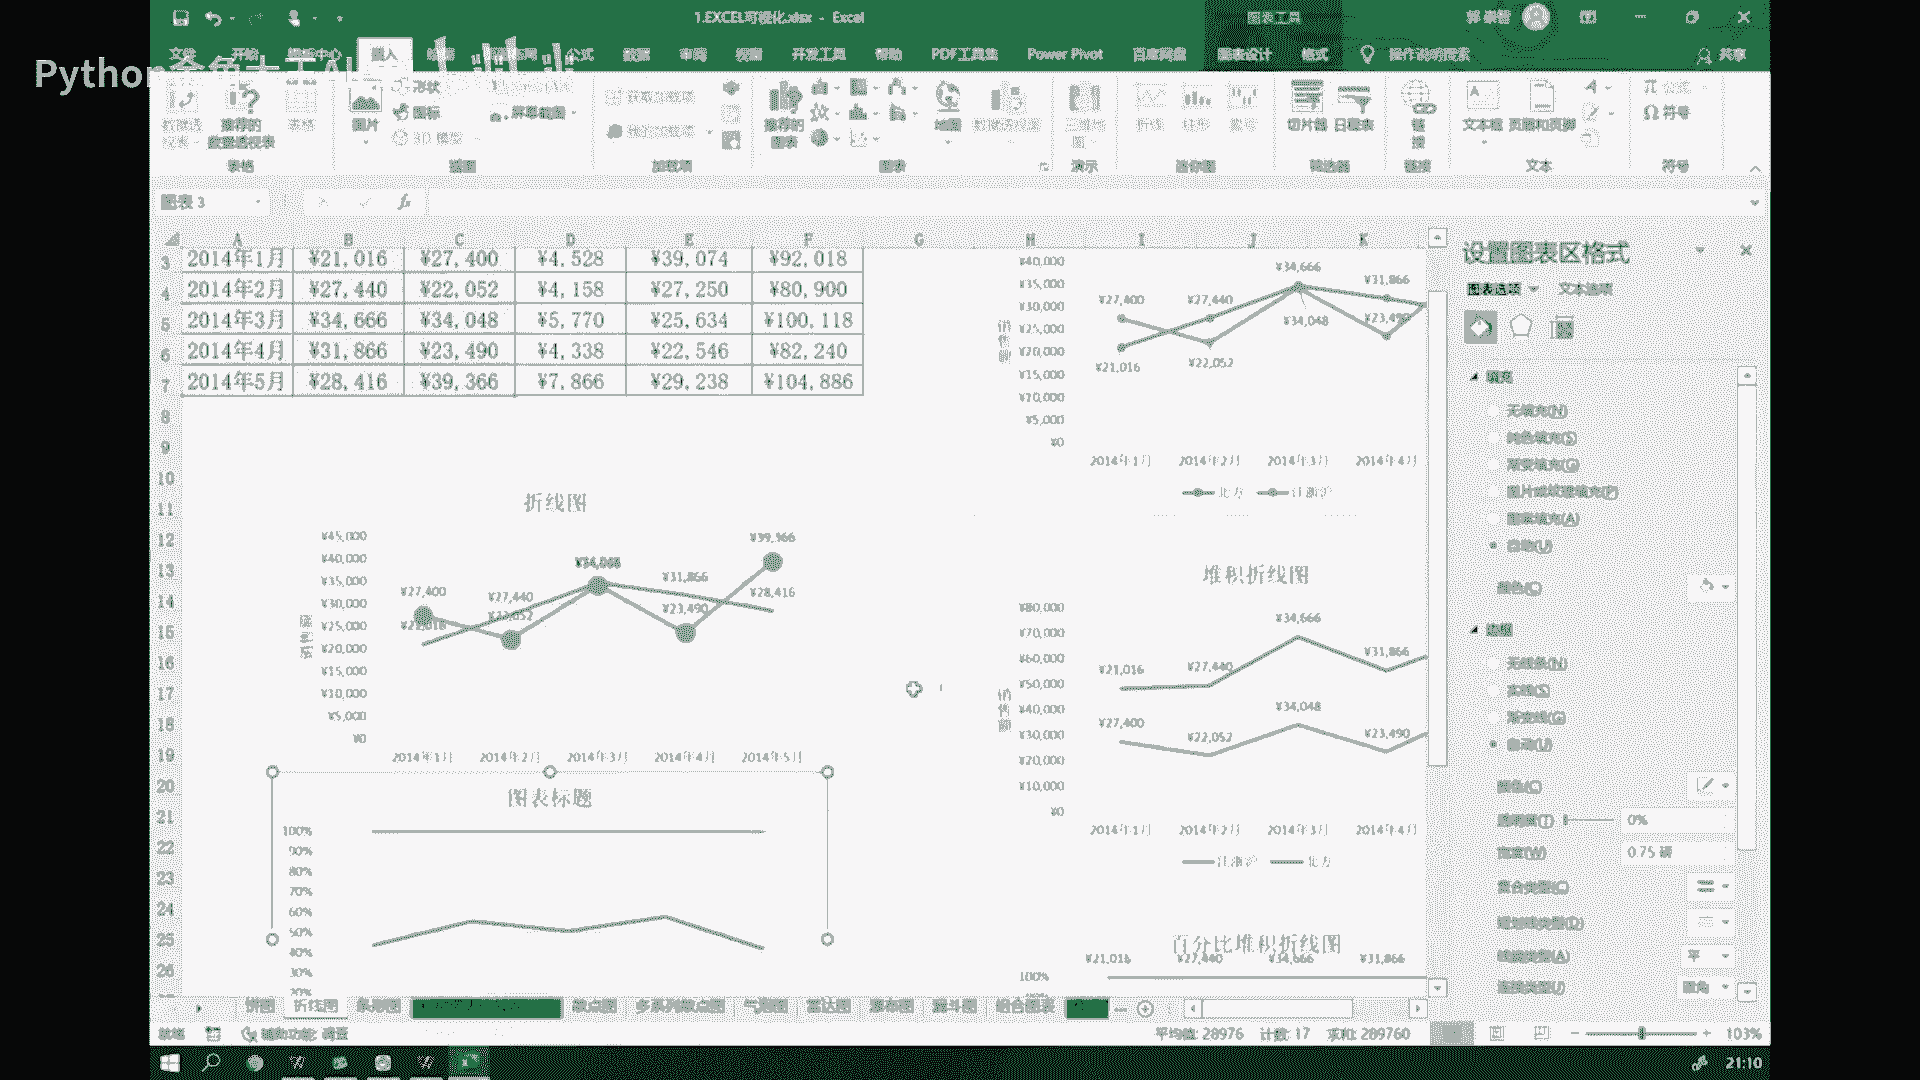 1.EXCEL可视化.xlsx - Excel
图表工具
文件 开始 插入 公式 数据 审阅 视图 开发工具 帮助 PDF工具集 Power Pivot 百度网盘 图表设计 格式 操作说明搜索 共享
Python
推荐的数据透视表 表格 图片 形状 图标 3D 模型 屏幕截图 获取加载项 我的加载项 推荐的图表 地图 数据透视图 三维地图 折线 柱形 盈亏 切片器 日程表 链接 文本框 页眉和页脚 公式 符号
表格 插图 加载项 图表 演示 迷你图 筛选器 链接 文本 符号
图表 3
fx
A B C D E F G H I J K
3 2014年1月 ¥21,016 ¥27,400 ¥4,528 ¥39,074 ¥92,018
4 2014年2月 ¥27,440 ¥22,052 ¥4,158 ¥27,250 ¥80,900
5 2014年3月 ¥34,666 ¥34,048 ¥5,770 ¥25,634 ¥100,118
6 2014年4月 ¥31,866 ¥23,490 ¥4,338 ¥22,546 ¥82,240
7 2014年5月 ¥28,416 ¥39,366 ¥7,866 ¥29,238 ¥104,886
8
9
10
11
12
13
14
15
16
17
18
19
20
21
22
23
24
25
26
折线图
¥45,000
¥40,000
¥35,000
¥30,000
¥25,000
¥20,000
¥15,000
¥10,000
¥5,000
¥0
销售额
¥27,400 ¥27,440 ¥22,052 ¥34,048 ¥31,866 ¥23,490 ¥39,366 ¥28,416
2014年1月 2014年2月 2014年3月 2014年4月 2014年5月
图表标题
100%
90%
80%
70%
60%
50%
40%
30%
20%
¥40,000
¥35,000
¥30,000
¥25,000
¥20,000
¥15,000
¥10,000
¥5,000
¥0
销售额
¥27,400 ¥27,440 ¥34,666 ¥31,866
¥21,016 ¥22,052 ¥34,048 ¥23,490
2014年1月 2014年2月 2014年3月 2014年4月
北方 江浙沪
堆积折线图
¥80,000
¥70,000
¥60,000
¥50,000
¥40,000
¥30,000
¥20,000
¥10,000
¥0
销售额
¥21,016 ¥27,440 ¥34,666 ¥31,866
¥27,400 ¥22,052 ¥34,048 ¥23,490
2014年1月 2014年2月 2014年3月 2014年4月
江浙沪 北方
百分比堆积折线图
¥21,016 ¥27,440 ¥34,666 ¥31,866
100%
设置图表区格式
图表选项 文本选项
填充
无填充(N)
纯色填充(S)
渐变填充(G)
图片或纹理填充(P)
图案填充(A)
自动(U)
颜色(C)
边框
无线条(N)
实线(S)
渐变线(G)
自动(U)
颜色(C)
透明度(T) 0%
宽度(W) 0.75 磅
复合类型(C)
短划线类型(D)
线端类型(A) 平
连接类型(J) 圆角
饼图 折线图 条形图 散点图 多系列散点图 气泡图 雷达图 瀑布图 漏斗图 组合图表
就绪 辅助功能: 调查 平均值: 28976 计数: 17 求和: 289760 103%
21:10